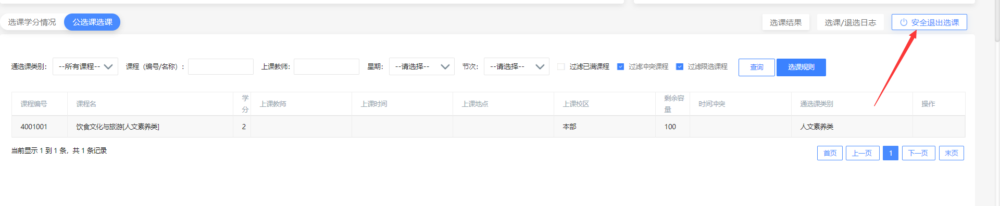 选课学分情况 公选课选课 选课结果 选课/退选日志 安全退出选课
通选课类别: --所有课程-- 课程（编号/名称）: 上课教师: 星期: --请选择-- 节次: --请选择-- 过滤已满课程 过滤冲突课程 过滤限选课程 查询 选课规则
课程编号 课程名 学分 上课教师 上课时间 上课地点 上课校区 剩余容量 时间冲突 通选课类别 操作
4001001 饮食文化与旅游[人文素养类] 2 本部 100 人文素养类
当前显示 1 到 1 条，共 1 条记录 首页 上一页 1 下一页 末页